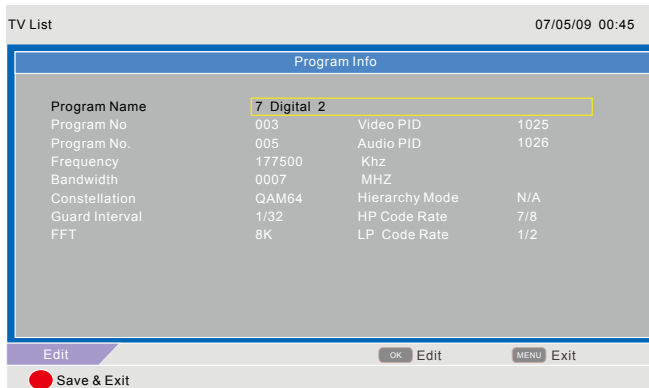 TV List 07/05/09 00:45
Program Info
Program Name 7 Digital 2
Program No 003 Video PID 1025
Program No. 005 Audio PID 1026
Frequency 177500 Khz
Bandwidth 0007 MHZ
Constellation QAM64 Hierarchy Mode N/A
Guard Interval 1/32 HP Code Rate 7/8
FFT 8K LP Code Rate 1/2
Edit OK Edit MENU Exit
Save & Exit